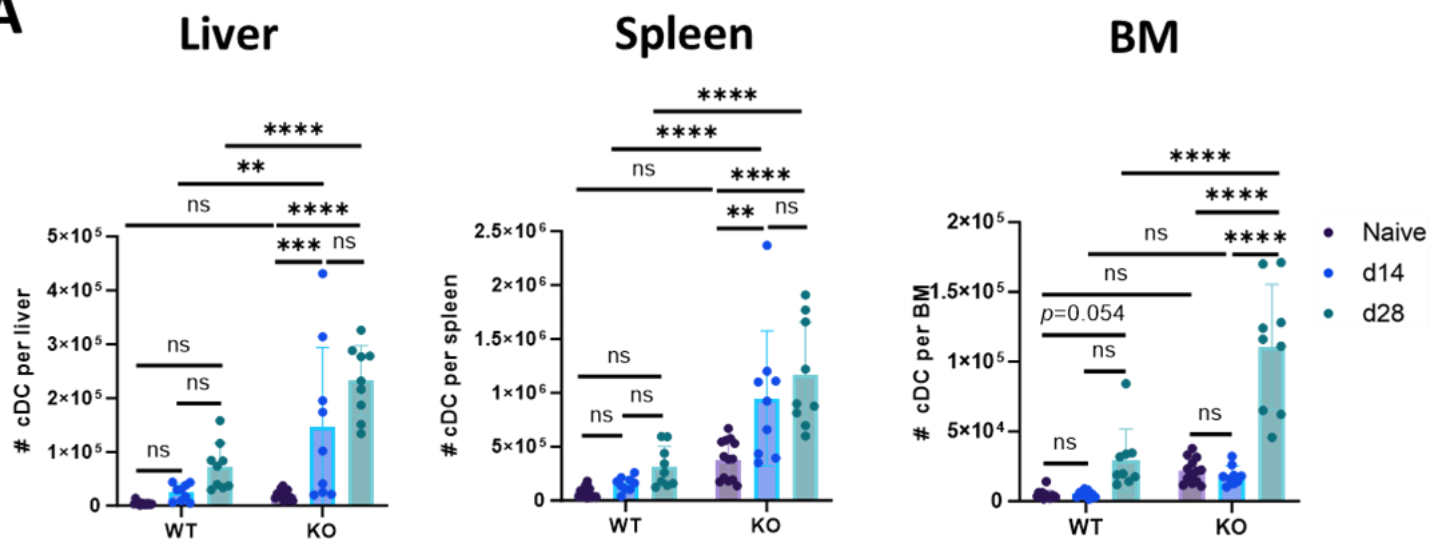 A
Liver
Spleen
BM
****
**
ns
****
***
ns
ns
ns
ns
5×10⁵
4×10⁵
3×10⁵
2×10⁵
1×10⁵
0
# cDC per liver
WT
KO
****
****
ns
****
**
ns
ns
ns
ns
2.5×10⁶
2×10⁶
1.5×10⁶
1×10⁶
5×10⁵
0
# cDC per spleen
WT
KO
****
****
ns
****
ns
p=0.054
ns
ns
ns
2×10⁵
1.5×10⁵
1×10⁵
5×10⁴
0
# cDC per BM
WT
KO
Naive
d14
d28